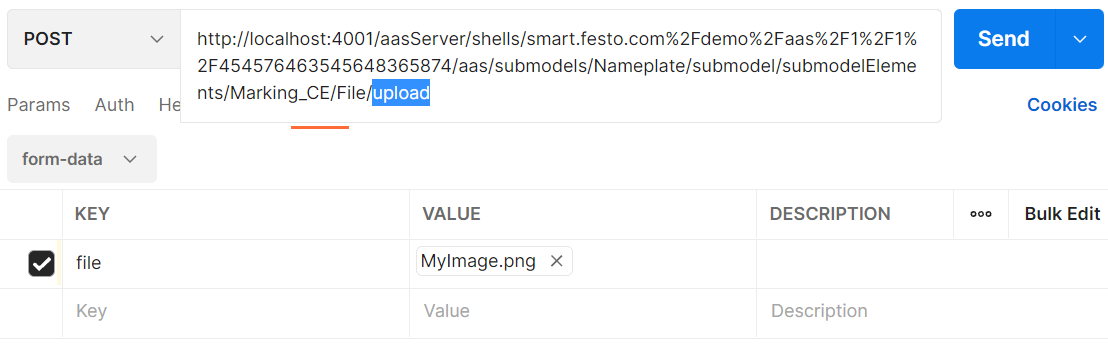 POST
http://localhost:4001/aasServer/shells/smart.festo.com%2Fdemo%2Faas%2F1%2F1%
2F454576463545648365874/aas/submodels/Nameplate/submodel/submodelEleme
nts/Marking_CE/File/upload
Send
Params Auth He
Cookies
form-data
KEY VALUE DESCRIPTION ooo Bulk Edit
file MyImage.png ×
Key Value Description